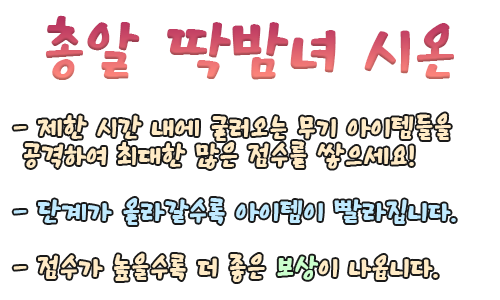 총알 딱밤녀 시온
- 제한 시간 내에 굴러오는 무기 아이템들을
공격하여 최대한 많은 점수를 쌓으세요!
- 단계가 올라갈수록 아이템이 빨라집니다.
- 점수가 높을수록 더 좋은 보상이 나옵니다.